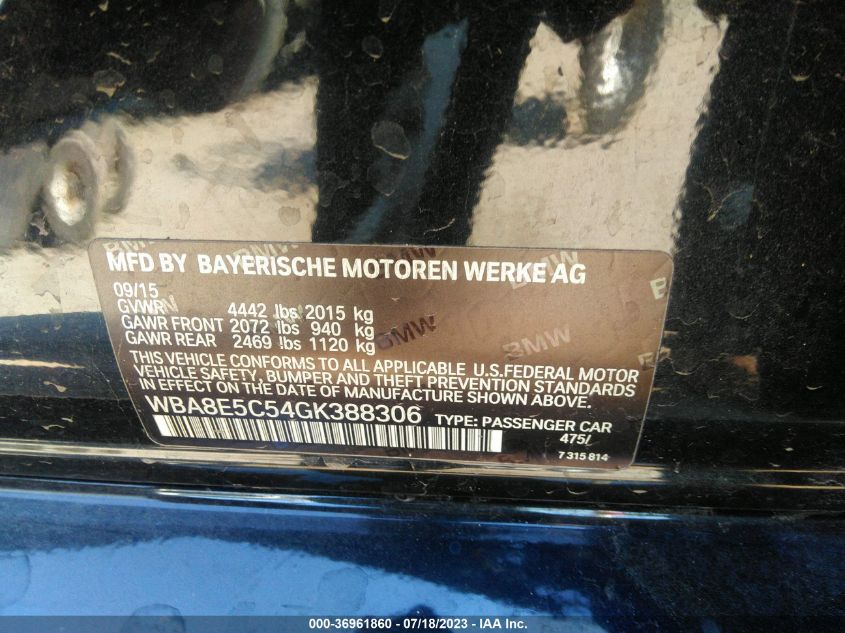 MFD BY BAYERISCHE MOTOREN WERKE AG
09/15
GVWR 4442 lbs 2015 kg
GAWR FRONT 2072 lbs 940 kg
GAWR REAR 2469 lbs 1120 kg
THIS VEHICLE CONFORMS TO ALL APPLICABLE U.S.FEDERAL MOTOR
VEHICLE SAFETY, BUMPER AND THEFT PREVENTION STANDARDS
IN EFFECT ON THE DATE OF MANUFACTURE SHOWN ABOVE.
WBA8E5C54GK388306 TYPE: PASSENGER CAR
475/
7 315 814
BMW
BMW
BMW
000-36961860 - 07/18/2023 - IAA Inc.